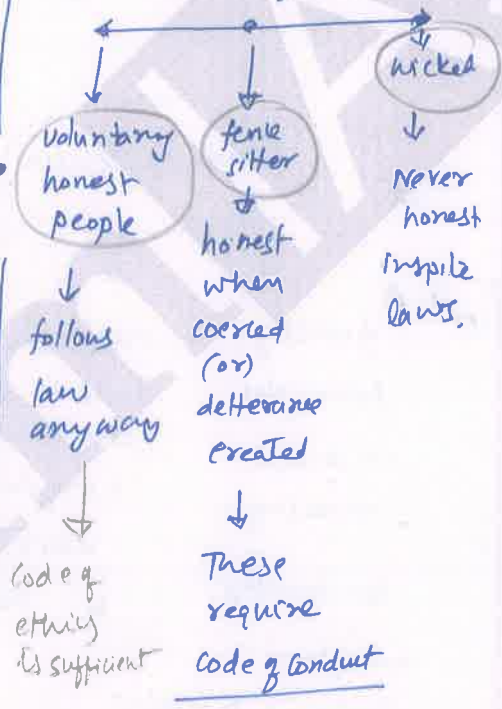 voluntary
honest
people
follows
law
anyway
code of
ethics
is sufficient
fence
sitter
honest
when
coerced
(or)
detterance
created
These
require
code of conduct
wicked
Never
honest
inspite
laws.